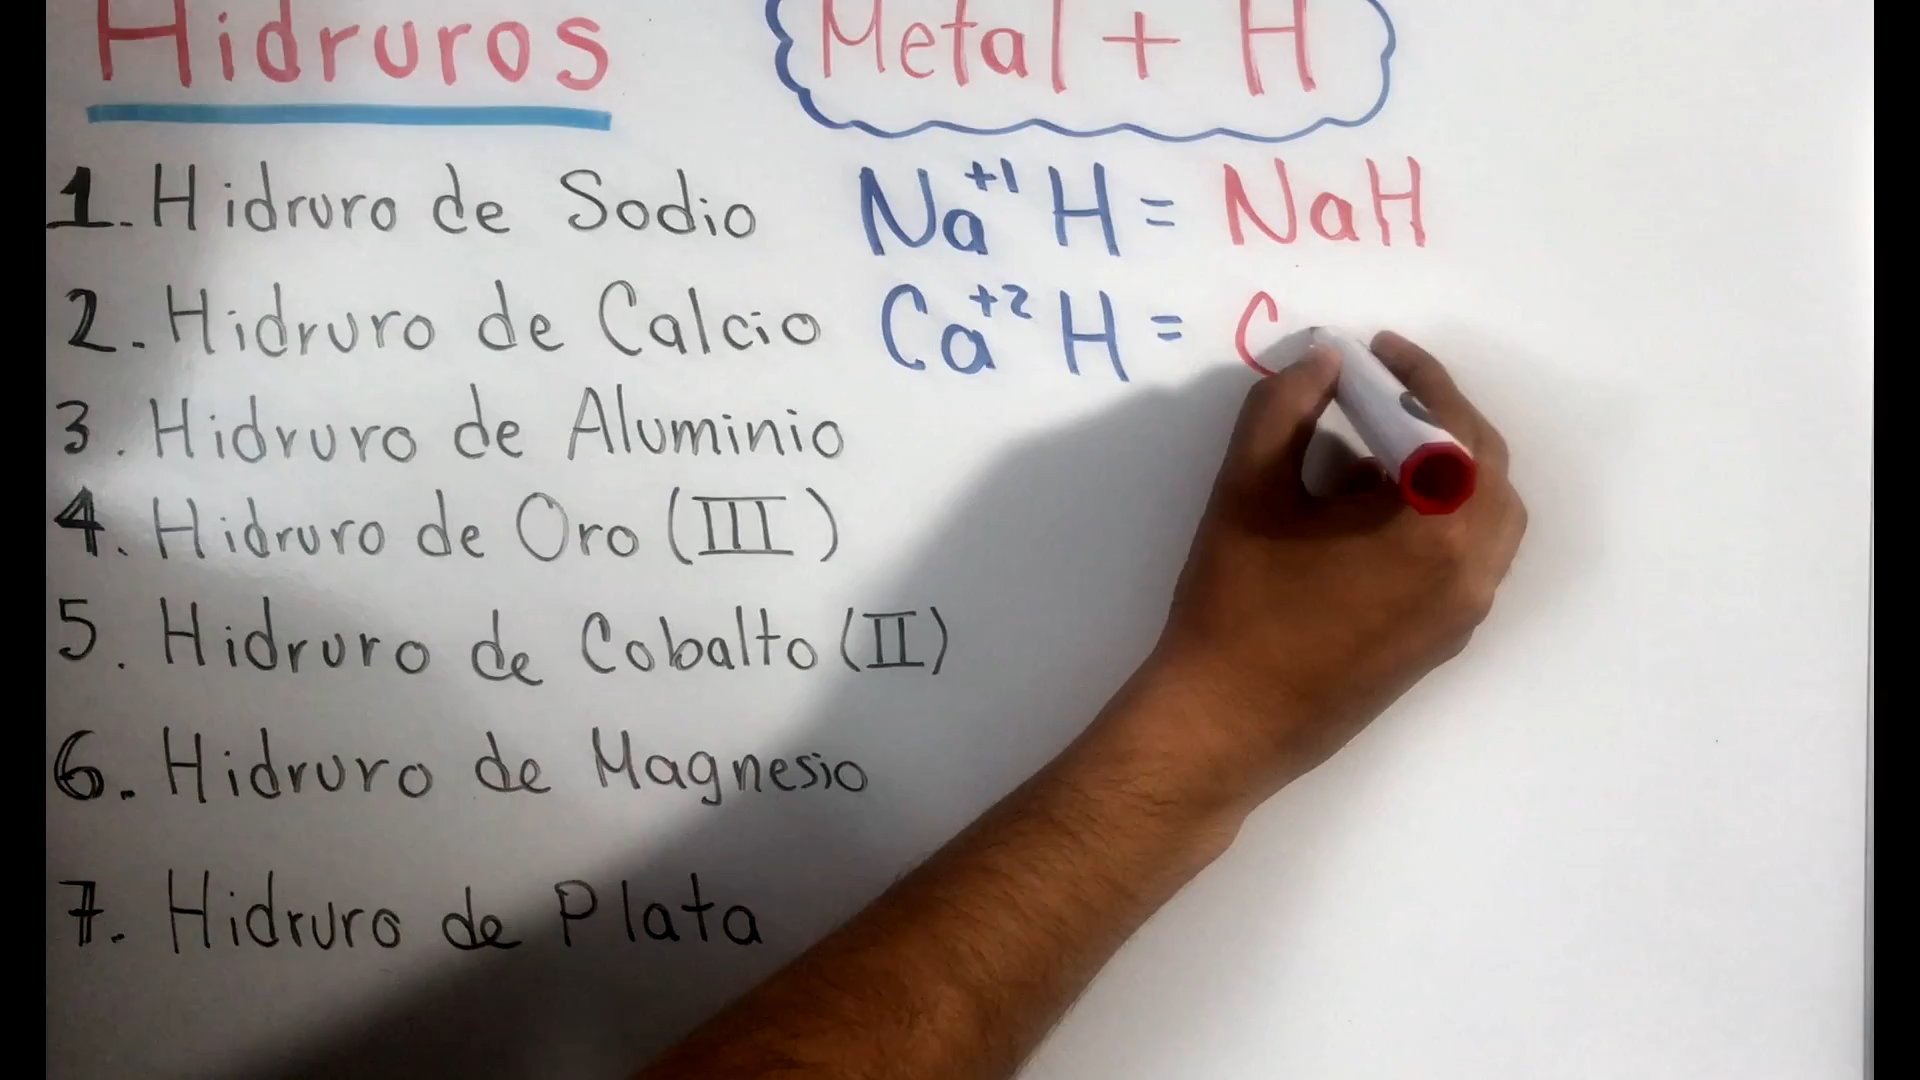 Hidruros
Metal + H
1. Hidruro de Sodio Na+1 H = NaH
2. Hidruro de Calcio Ca+2 H = C
3. Hidruro de Aluminio
4. Hidruro de Oro (III)
5. Hidruro de Cobalto (II)
6. Hidruro de Magnesio
7. Hidruro de Plata